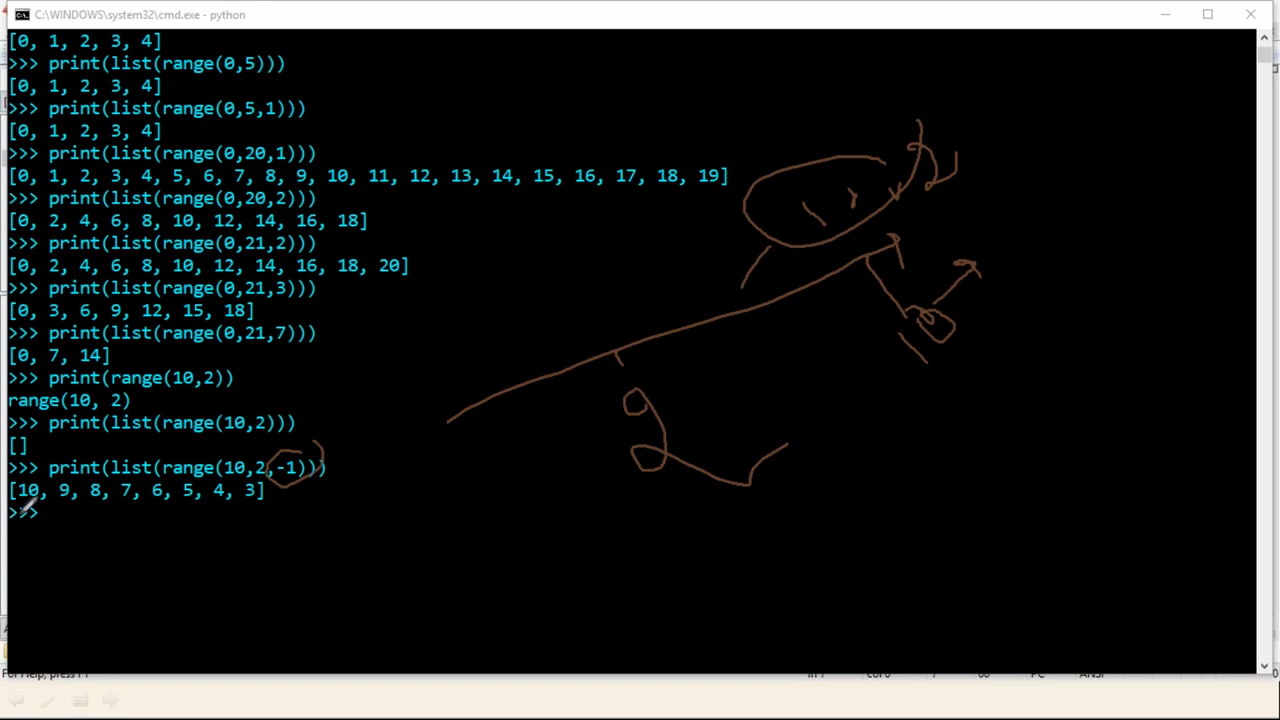 C:\WINDOWS\system32\cmd.exe - python
[0, 1, 2, 3, 4]
>>> print(list(range(0,5)))
[0, 1, 2, 3, 4]
>>> print(list(range(0,5,1)))
[0, 1, 2, 3, 4]
>>> print(list(range(0,20,1)))
[0, 1, 2, 3, 4, 5, 6, 7, 8, 9, 10, 11, 12, 13, 14, 15, 16, 17, 18, 19]
>>> print(list(range(0,20,2)))
[0, 2, 4, 6, 8, 10, 12, 14, 16, 18]
>>> print(list(range(0,21,2)))
[0, 2, 4, 6, 8, 10, 12, 14, 16, 18, 20]
>>> print(list(range(0,21,3)))
[0, 3, 6, 9, 12, 15, 18]
>>> print(list(range(0,21,7)))
[0, 7, 14]
>>> print(range(10,2))
range(10, 2)
>>> print(list(range(10,2)))
[]
>>> print(list(range(10,2,-1)))
[10, 9, 8, 7, 6, 5, 4, 3]
>>>